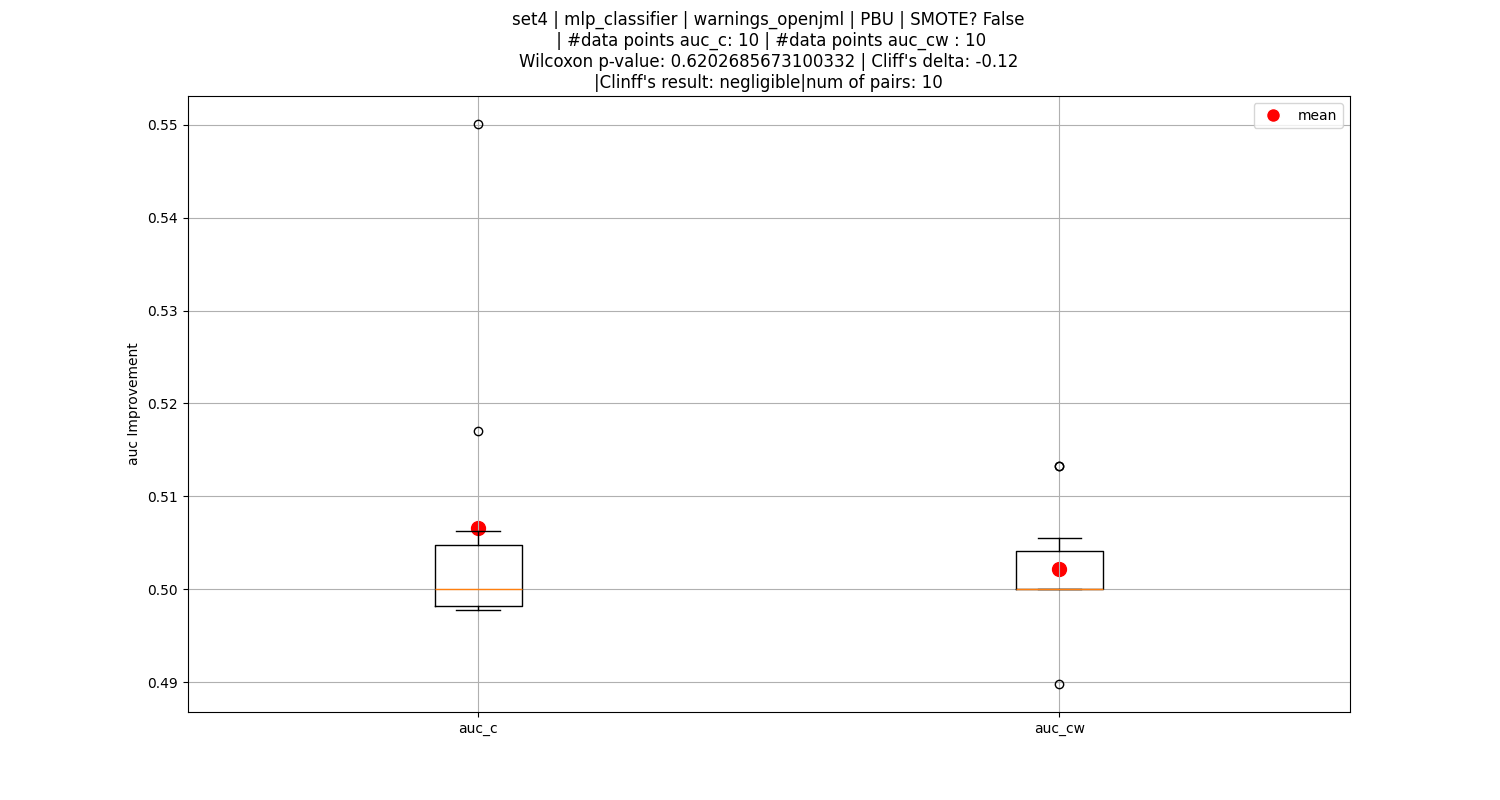 set4 | mlp_classifier | warnings_openjml | PBU | SMOTE? False
| #data points auc_c: 10 | #data points auc_cw : 10
Wilcoxon p-value: 0.6202685673100332 | Cliff's delta: -0.12
|Clinff's result: negligible|num of pairs: 10
mean
auc Improvement
0.55
0.54
0.53
0.52
0.51
0.50
0.49
auc_c
auc_cw